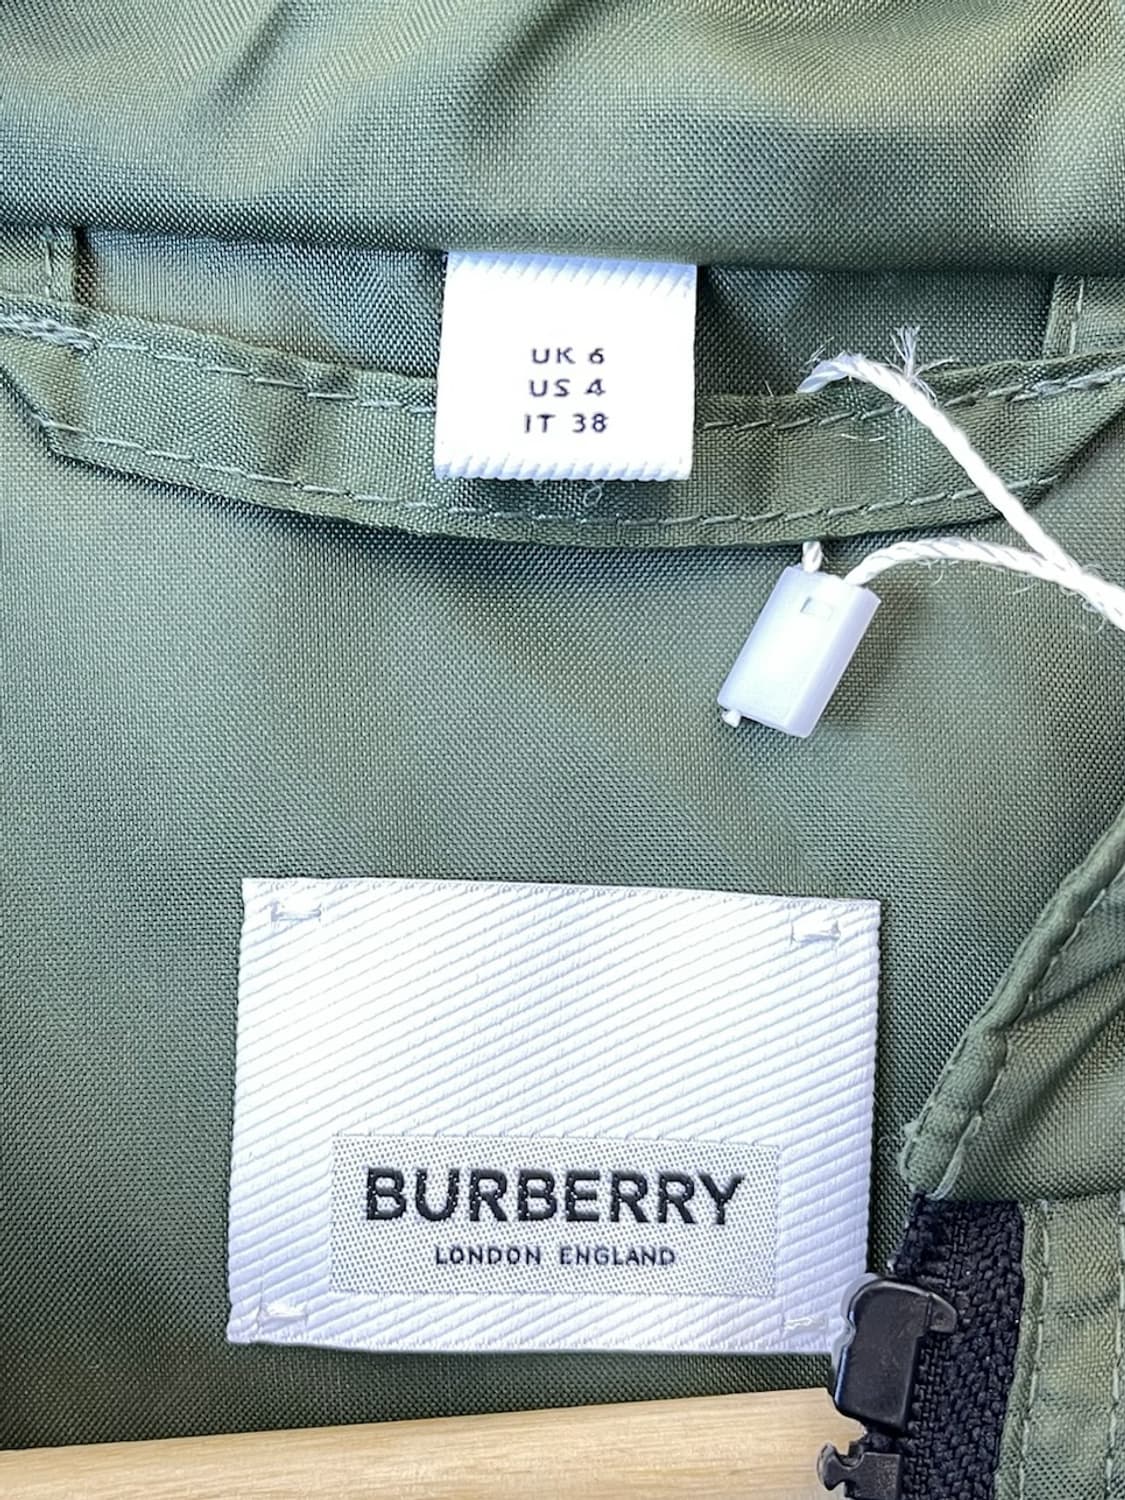 UK 6
US 4
IT 38
BURBERRY
LONDON ENGLAND